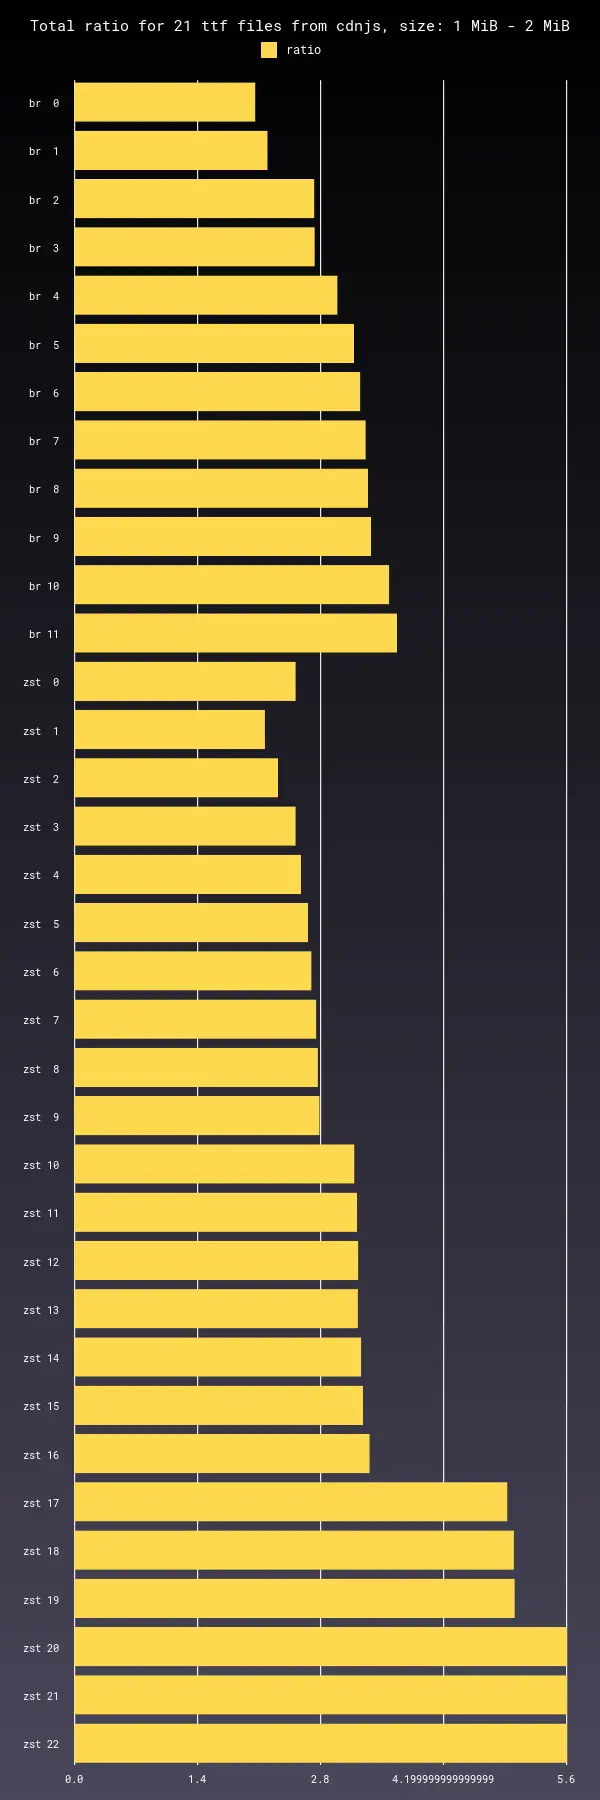 Total ratio for 21 ttf files from cdnjs, size: 1 MiB - 2 MiB
ratio
br 0
br 1
br 2
br 3
br 4
br 5
br 6
br 7
br 8
br 9
br 10
br 11
zst 0
zst 1
zst 2
zst 3
zst 4
zst 5
zst 6
zst 7
zst 8
zst 9
zst 10
zst 11
zst 12
zst 13
zst 14
zst 15
zst 16
zst 17
zst 18
zst 19
zst 20
zst 21
zst 22
0.0 1.4 2.8 4.199999999999999 5.6